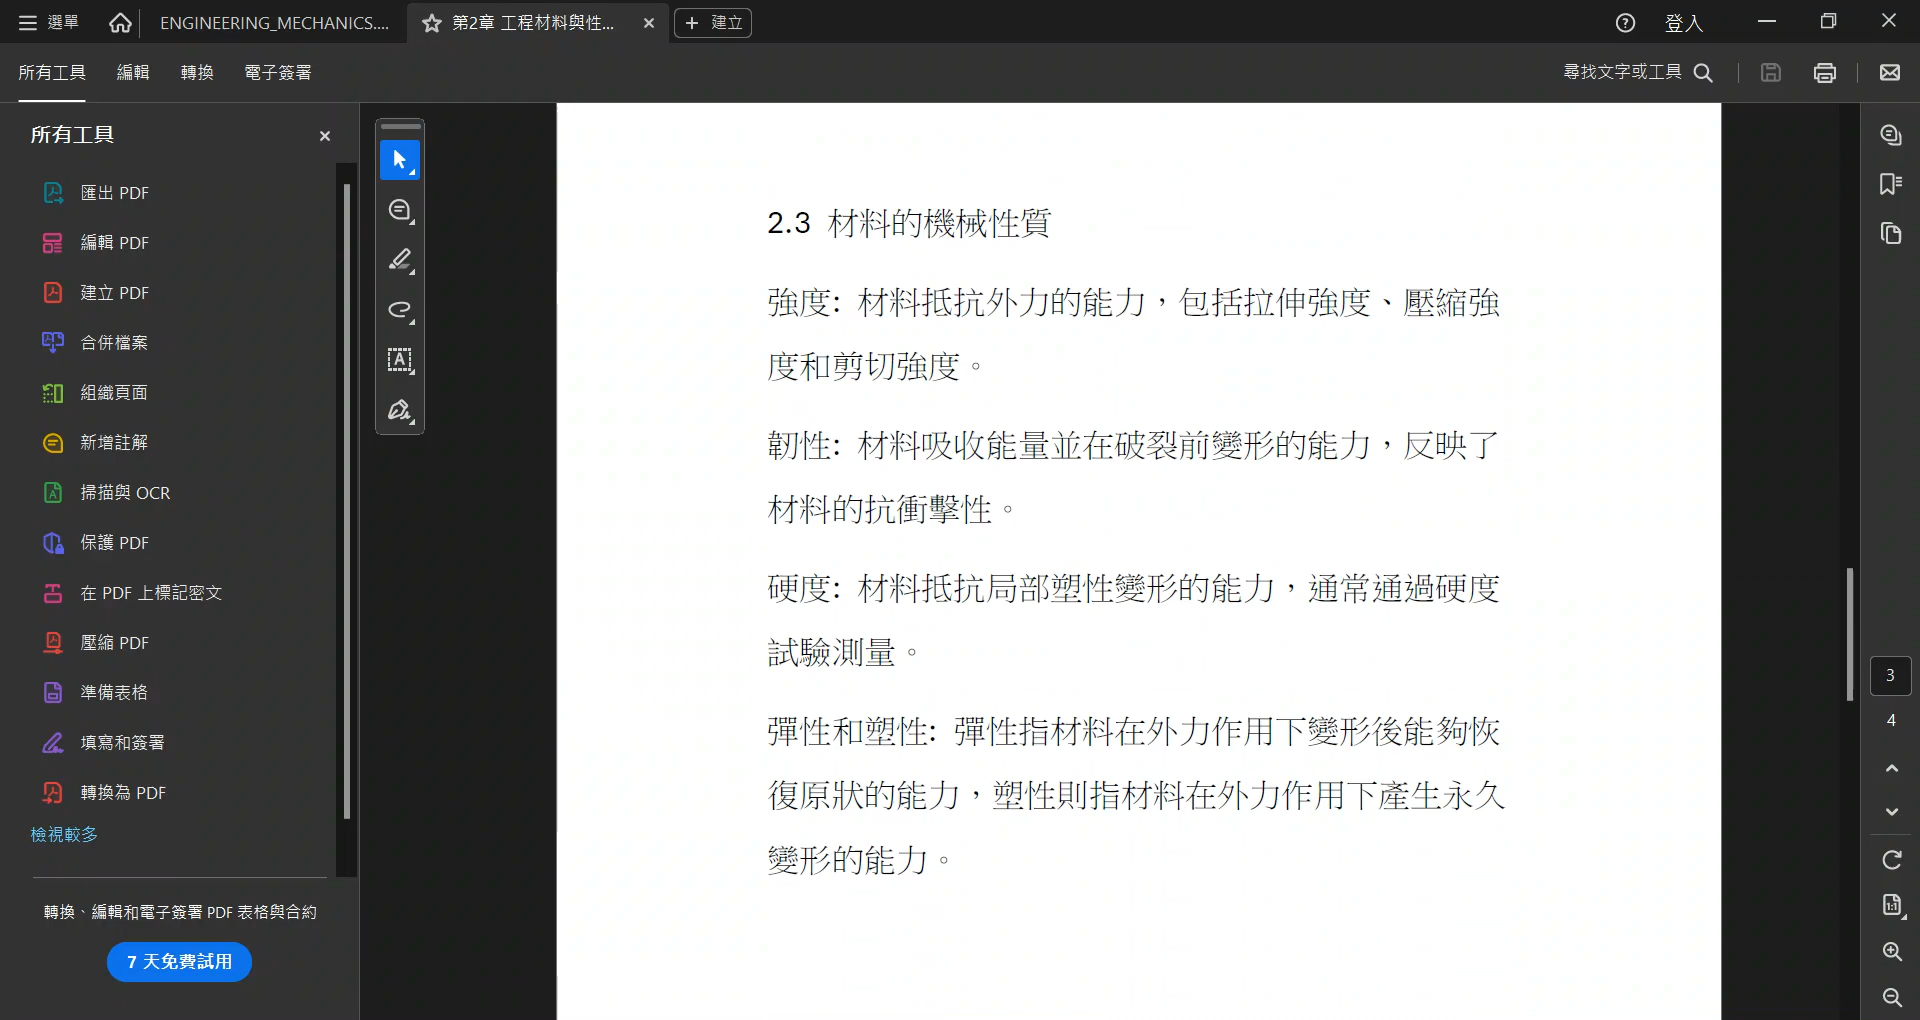 選單
ENGINEERING_MECHANICS....
第2章 工程材料與性...
建立
登入
所有工具
編輯
轉換
電子簽署
尋找文字或工具
所有工具
匯出 PDF
編輯 PDF
建立 PDF
合併檔案
組織頁面
新增註解
掃描與 OCR
保護 PDF
在 PDF 上標記密文
壓縮 PDF
準備表格
填寫和簽署
轉換為 PDF
檢視較多
轉換、編輯和電子簽署 PDF 表格與合約
7 天免費試用
2.3 材料的機械性質
強度: 材料抵抗外力的能力，包括拉伸強度、壓縮強
度和剪切強度。
韌性: 材料吸收能量並在破裂前變形的能力，反映了
材料的抗衝擊性。
硬度: 材料抵抗局部塑性變形的能力，通常通過硬度
試驗測量。
彈性和塑性: 彈性指材料在外力作用下變形後能夠恢
復原狀的能力，塑性則指材料在外力作用下產生永久
變形的能力。
3
4
1:1